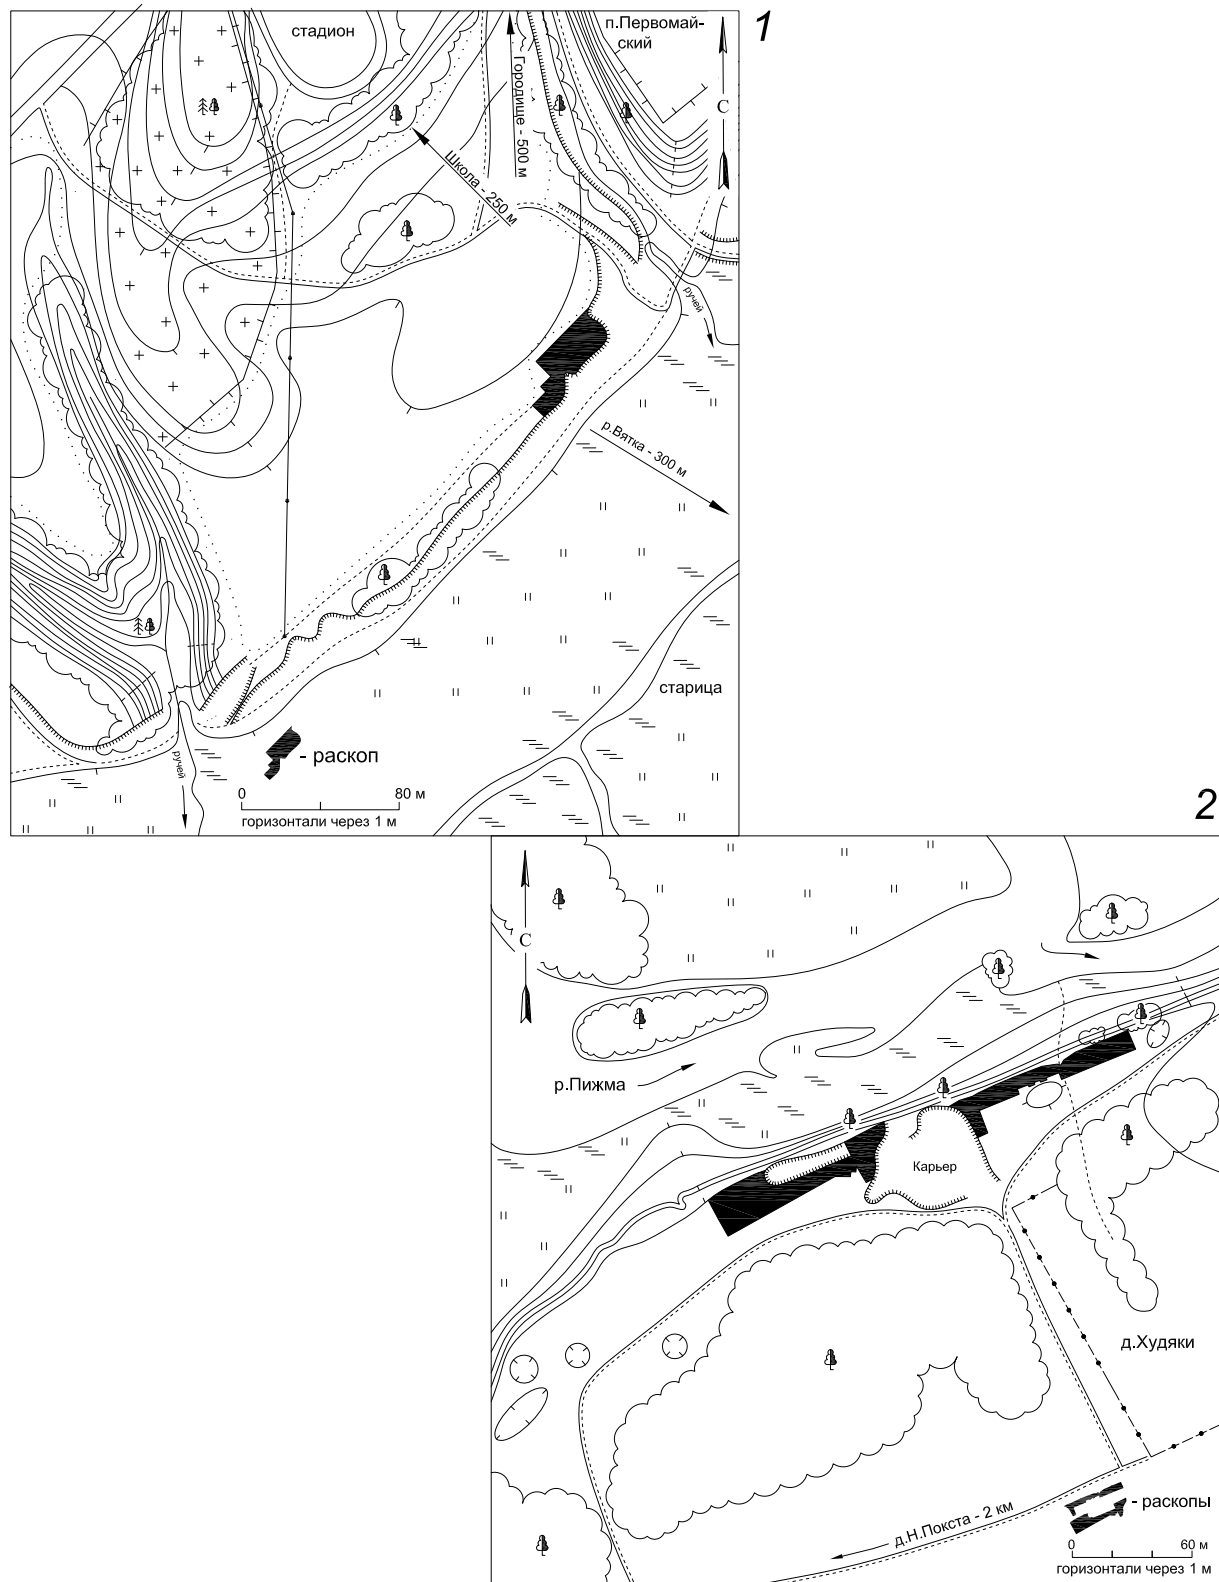 1
стадион
п.Первомай-
ский
С
Городище - 500 м
Школа - 250 м
ручей
р.Вятка - 300 м
старица
- раскоп
ручей
0 80 м
горизонтали через 1 м
2
С
р.Пижма
Карьер
д.Худяки
д.Н.Покста - 2 км
- раскопы
0 60 м
горизонтали через 1 м